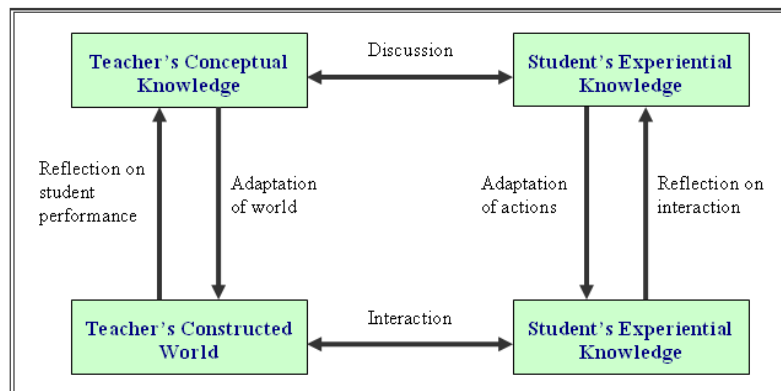 Teacher's Conceptual
Knowledge
Discussion
Student's Experiential
Knowledge
Reflection on
student
performance
Adaptation
of world
Adaptation
of actions
Reflection on
interaction
Teacher's Constructed
World
Interaction
Student's Experiential
Knowledge